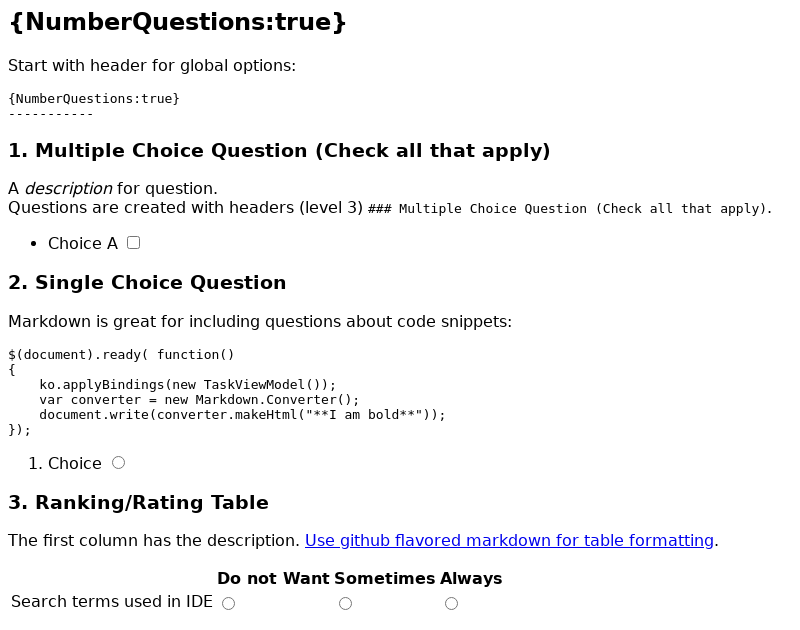 {NumberQuestions:true}
Start with header for global options:
{NumberQuestions:true}
-----------
1. Multiple Choice Question (Check all that apply)
A description for question.
Questions are created with headers (level 3) ### Multiple Choice Question (Check all that apply).
• Choice A
2. Single Choice Question
Markdown is great for including questions about code snippets:
$(document).ready( function()
{
    ko.applyBindings(new TaskViewModel());
    var converter = new Markdown.Converter();
    document.write(converter.makeHtml("**I am bold**"));
});
1. Choice
3. Ranking/Rating Table
The first column has the description. Use github flavored markdown for table formatting.
Do not Want Sometimes Always
Search terms used in IDE